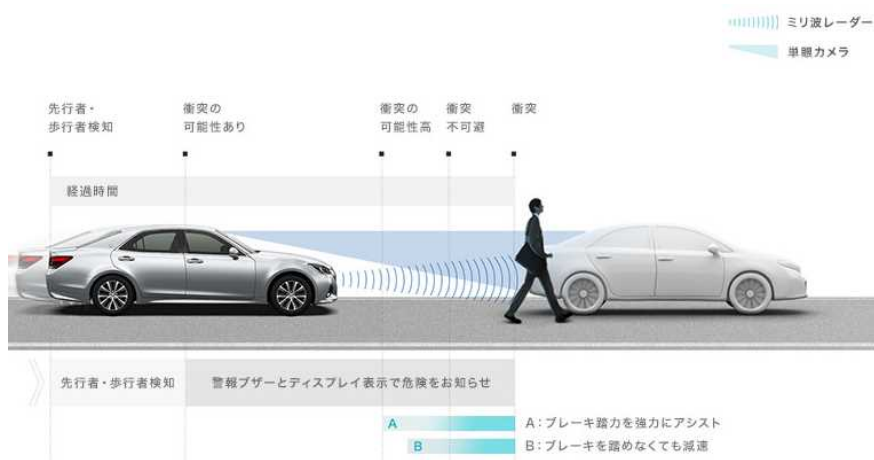 ミリ波レーダー
単眼カメラ
先行者・
歩行者検知
衝突の
可能性あり
衝突の
可能性高
衝突
不可避
衝突
経過時間
先行者・歩行者検知
警報ブザーとディスプレイ表示で危険をお知らせ
A
A：ブレーキ踏力を強力にアシスト
B
B：ブレーキを踏めなくても減速